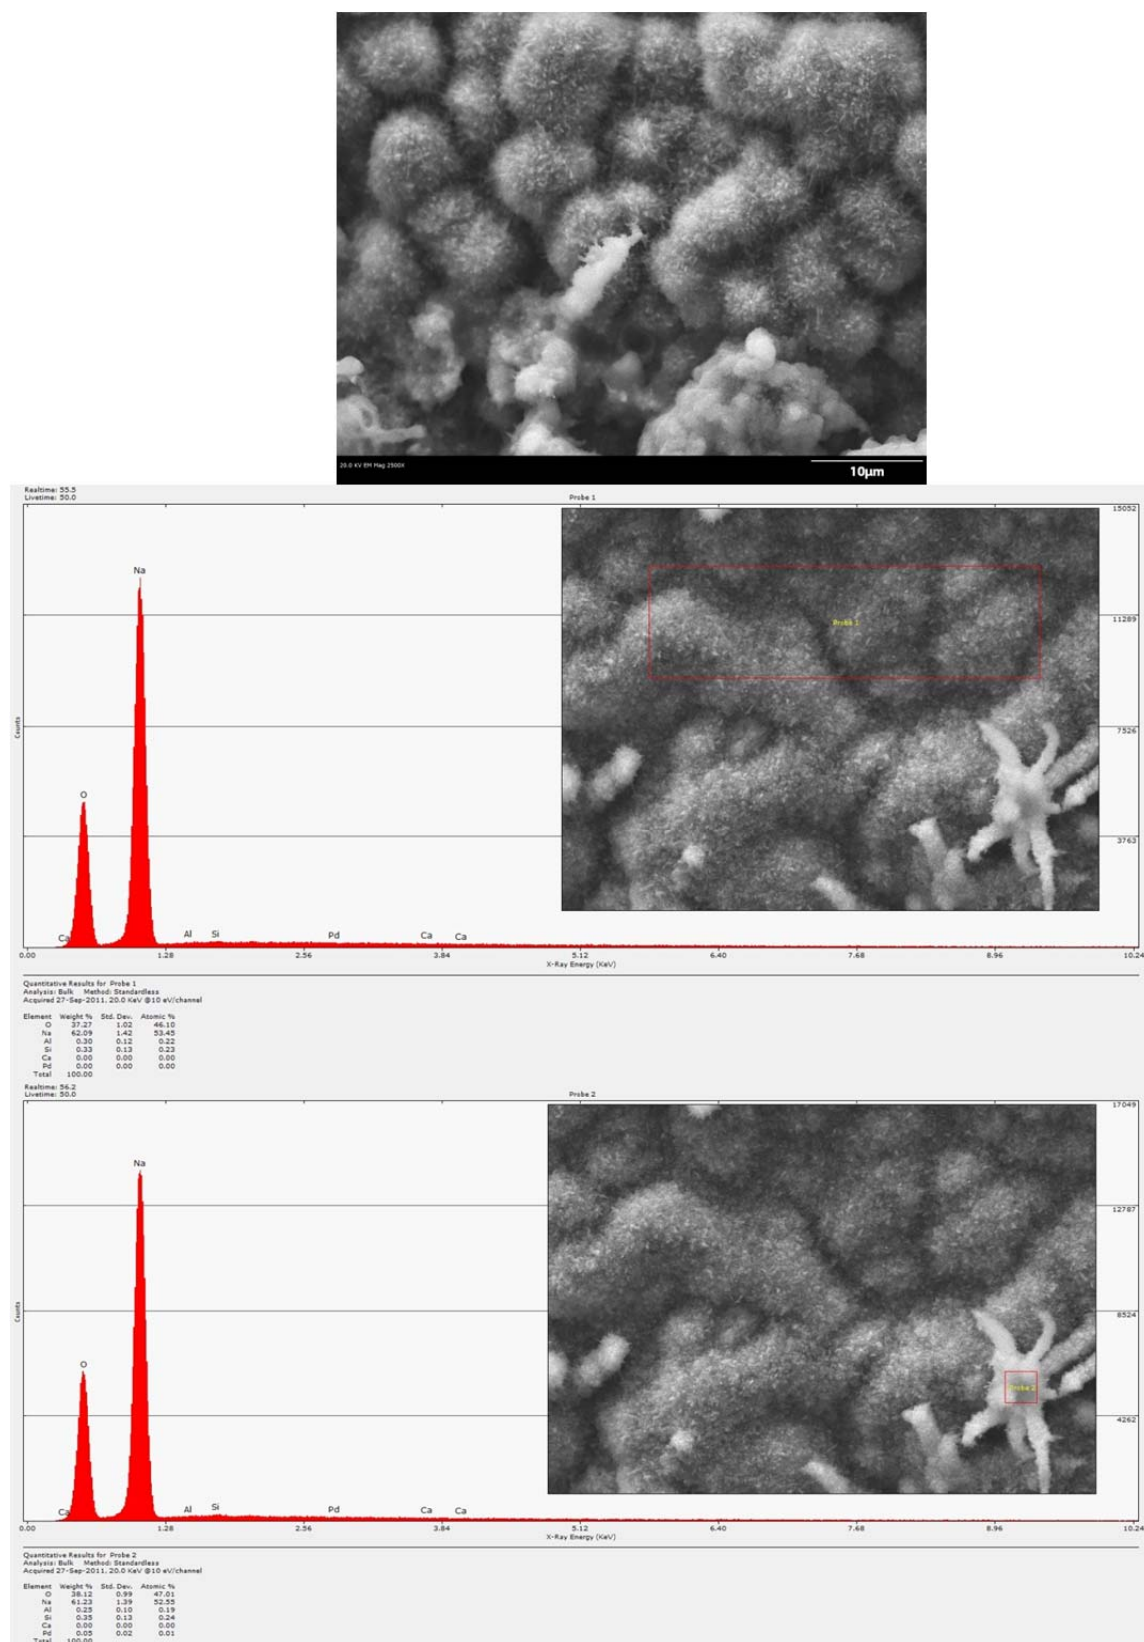 20.0 KV EM Mag 2500X
10µm
Realtime: 55.5
Livetime: 50.0
Probe 1
15052
Na
11289
Probe 1
7526
Counts
O
3763
Ca Al Si Pd Ca Ca
0.00 1.28 2.56 3.84 5.12 6.40 7.68 8.96 10.24
X-Ray Energy (KeV)
Quantitative Results for Probe 1
Analysis: Bulk Method: Standardless
Acquired 27-Sep-2011, 20.0 KeV @10 eV/channel
Element Weight % Std. Dev. Atomic %
O 37.27 1.02 46.10
Na 62.09 1.42 53.45
Al 0.30 0.12 0.22
Si 0.33 0.13 0.23
Ca 0.00 0.00 0.00
Pd 0.00 0.00 0.00
Total 100.00
Realtime: 56.2
Livetime: 50.0
Probe 2
17049
Na
12787
8524
Counts
O
Probe 2
4262
Ca Al Si Pd Ca Ca
0.00 1.28 2.56 3.84 5.12 6.40 7.68 8.96 10.24
X-Ray Energy (KeV)
Quantitative Results for Probe 2
Analysis: Bulk Method: Standardless
Acquired 27-Sep-2011, 20.0 KeV @10 eV/channel
Element Weight % Std. Dev. Atomic %
O 38.12 0.99 47.01
Na 61.23 1.39 52.55
Al 0.25 0.10 0.19
Si 0.35 0.13 0.24
Ca 0.00 0.00 0.00
Pd 0.05 0.02 0.01
Total 100.00